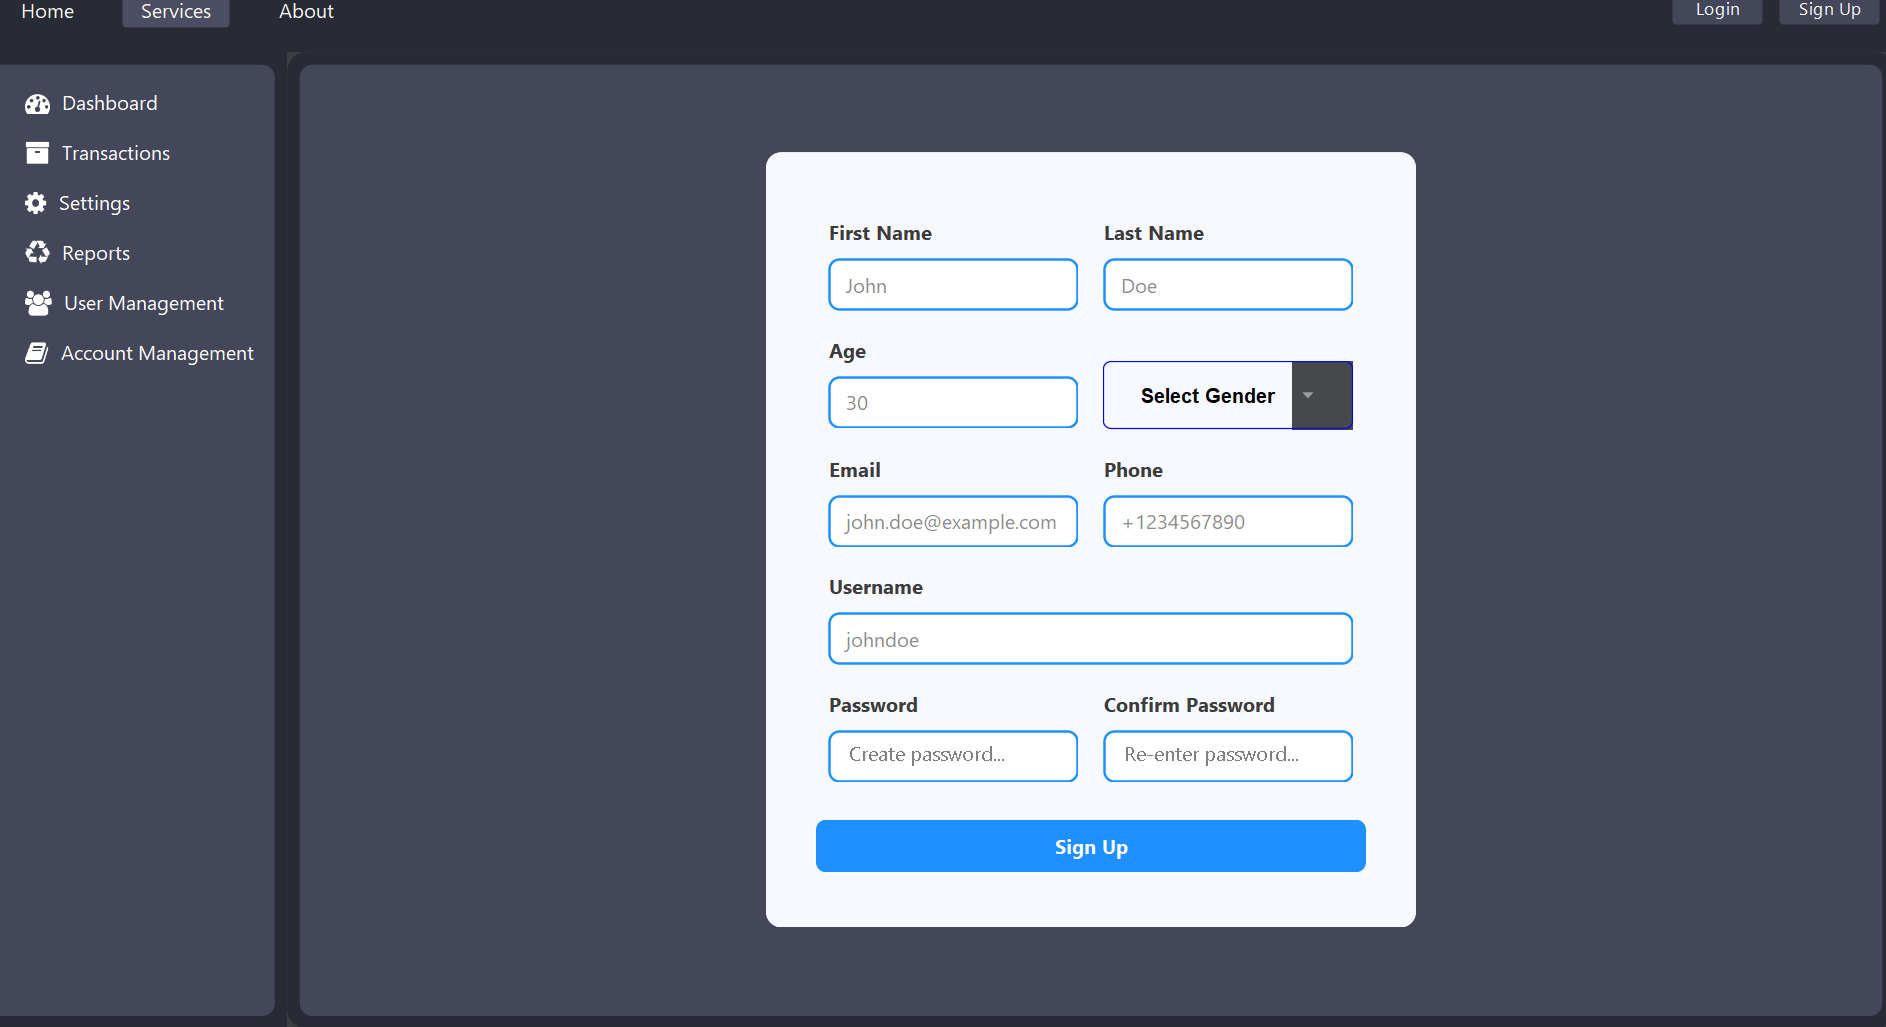 Home Services About Login Sign Up
Dashboard
Transactions
Settings
Reports
User Management
Account Management
First Name Last Name
John Doe
Age
30 Select Gender
Email Phone
john.doe@example.com +1234567890
Username
johndoe
Password Confirm Password
Create password... Re-enter password...
Sign Up